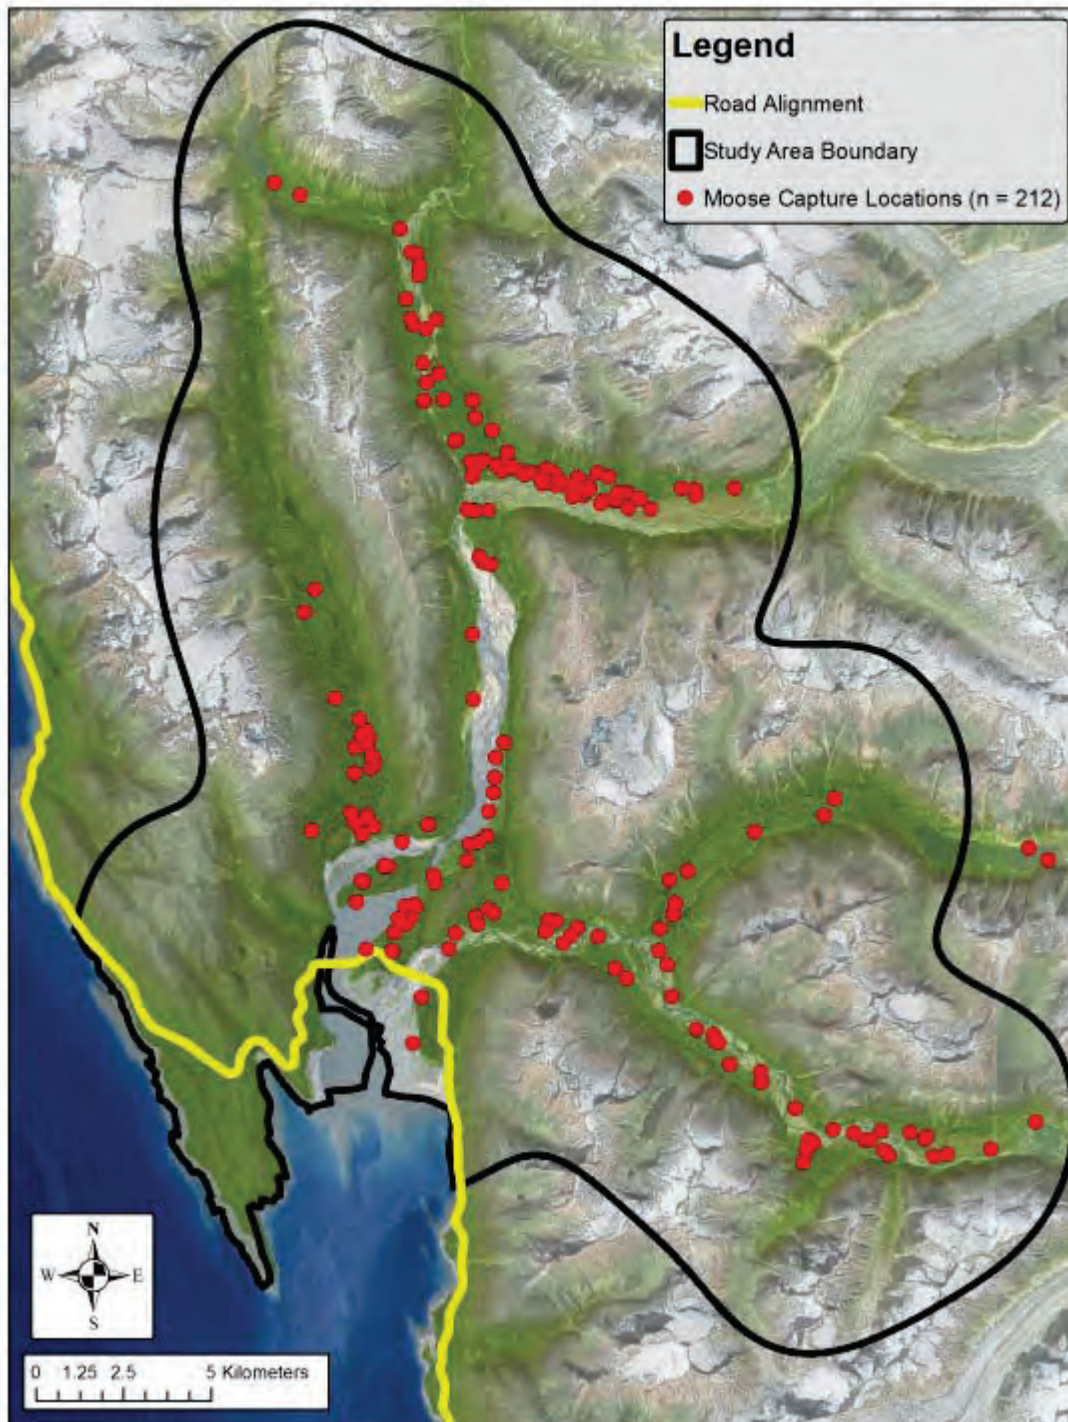 Legend
Road Alignment
Study Area Boundary
Moose Capture Locations (n = 212)
N
W E
S
0 1.25 2.5 5 Kilometers